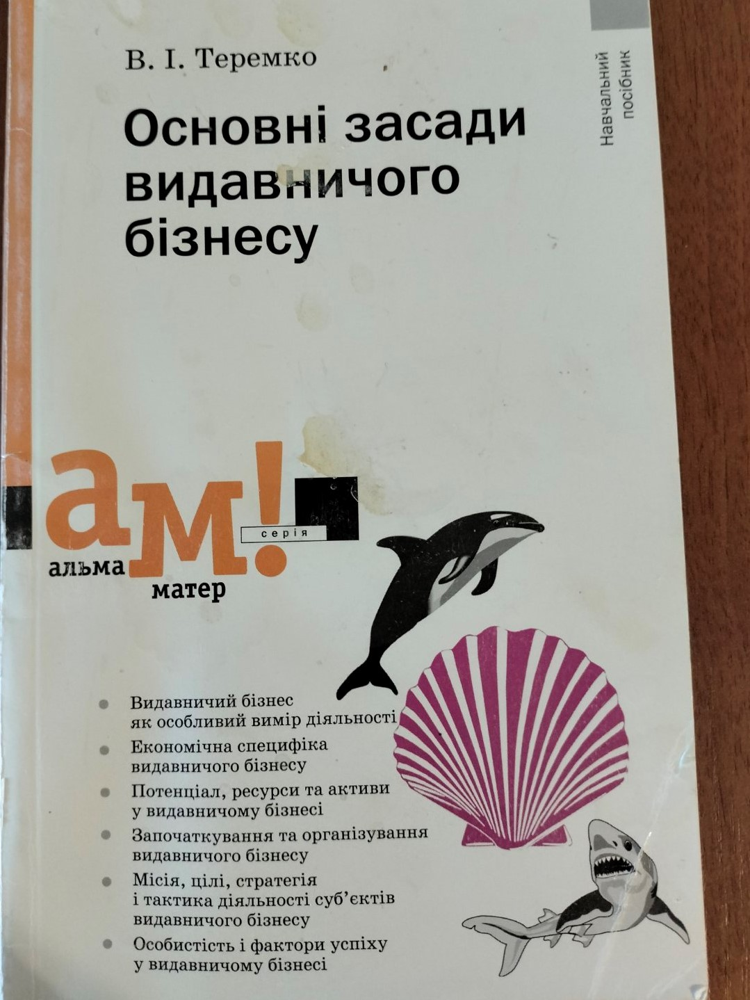 В. І. Теремко
Основні засади
видавничого
бізнесу
Навчальний
посібник
ам!
серія
альма
матер
Видавничий бізнес
як особливий вимір діяльності
Економічна специфіка
видавничого бізнесу
Потенціал, ресурси та активи
у видавничому бізнесі
Започаткування та організування
видавничого бізнесу
Місія, цілі, стратегія
і тактика діяльності суб’єктів
видавничого бізнесу
Особистість і фактори успіху
у видавничому бізнесі